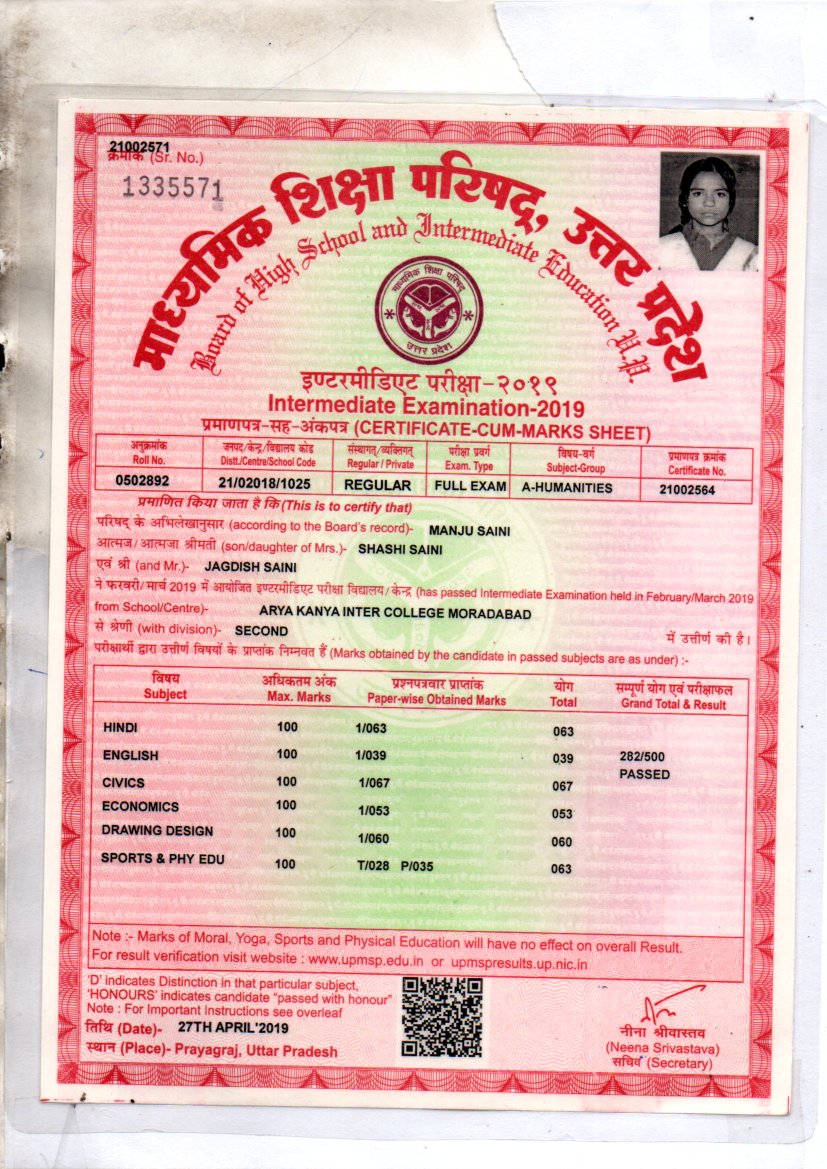 21002571
क्रमांक (Sr. No.)
1335571
माध्यमिक शिक्षा परिषद्, उत्तर प्रदेश
Board of High School and Intermediate Education U.P.
माध्यमिक शिक्षा परिषद्
उत्तर प्रदेश
इण्टरमीडिएट परीक्षा-२०१९
Intermediate Examination-2019
प्रमाणपत्र-सह-अंकपत्र (CERTIFICATE-CUM-MARKS SHEET)
अनुक्रमांक जनपद/केन्द्र/विद्यालय कोड संस्थागत/व्यक्तिगत परीक्षा प्रवर्ग विषय-वर्ग प्रमाणपत्र क्रमांक
Roll No. Distt./Centre/School Code Regular / Private Exam. Type Subject-Group Certificate No.
0502892 21/02018/1025 REGULAR FULL EXAM A-HUMANITIES 21002564
प्रमाणित किया जाता है कि (This is to certify that)
परिषद् के अभिलेखानुसार (according to the Board's record)- MANJU SAINI
आत्मज/आत्मजा श्रीमती (son/daughter of Mrs.)- SHASHI SAINI
एवं श्री (and Mr.)- JAGDISH SAINI
ने फरवरी/मार्च 2019 में आयोजित इण्टरमीडिएट परीक्षा विद्यालय/केन्द्र (has passed Intermediate Examination held in February/March 2019
from School/Centre)- ARYA KANYA INTER COLLEGE MORADABAD
से श्रेणी (with division)- SECOND में उत्तीर्ण की है।
परीक्षार्थी द्वारा उत्तीर्ण विषयों के प्राप्तांक निम्नवत हैं (Marks obtained by the candidate in passed subjects are as under) :-
विषय अधिकतम अंक प्रश्नपत्रवार प्राप्तांक योग सम्पूर्ण योग एवं परीक्षाफल
Subject Max. Marks Paper-wise Obtained Marks Total Grand Total & Result
HINDI 100 1/063 063
ENGLISH 100 1/039 039 282/500
PASSED
CIVICS 100 1/067 067
ECONOMICS 100 1/053 053
DRAWING DESIGN 100 1/060 060
SPORTS & PHY EDU 100 T/028 P/035 063
Note :- Marks of Moral, Yoga, Sports and Physical Education will have no effect on overall Result.
For result verification visit website : www.upmsp.edu.in or upmspresults.up.nic.in
'D' indicates Distinction in that particular subject,
'HONOURS' indicates candidate "passed with honour"
Note : For Important Instructions see overleaf
तिथि (Date)- 27TH APRIL'2019
स्थान (Place)- Prayagraj, Uttar Pradesh
नीना श्रीवास्तव
(Neena Srivastava)
सचिव (Secretary)